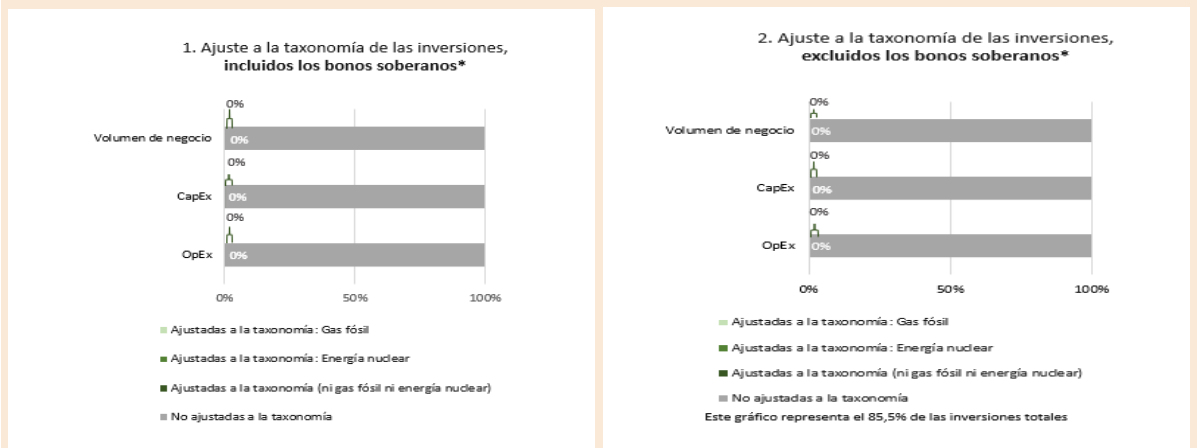 1. Ajuste a la taxonomía de las inversiones,
incluidos los bonos soberanos*
0%
Volumen de negocio
0%
0%
CapEx
0%
0%
OpEx
0%
0%
50%
100%
Ajustadas a la taxonomía: Gas fósil
Ajustadas a la taxonomía: Energía nuclear
Ajustadas a la taxonomía (ni gas fósil ni energía nuclear)
No ajustadas a la taxonomía
2. Ajuste a la taxonomía de las inversiones,
excluidos los bonos soberanos*
0%
Volumen de negocio
0%
0%
CapEx
0%
0%
OpEx
0%
0%
50%
100%
Ajustadas a la taxonomía: Gas fósil
Ajustadas a la taxonomía: Energía nuclear
Ajustadas a la taxonomía (ni gas fósil ni energía nuclear)
No ajustadas a la taxonomía
Este gráfico representa el 85,5% de las inversiones totales